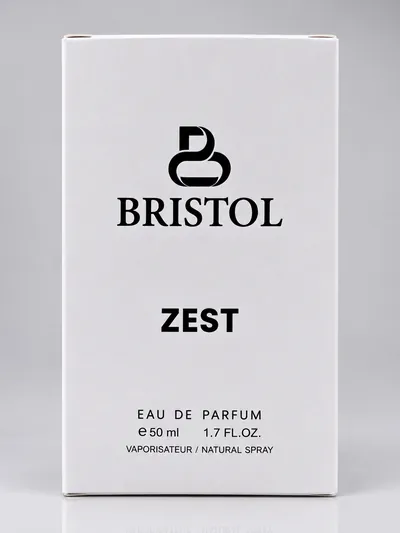 BRISTOL
ZEST
EAU DE PARFUM
e 50 ml 1.7 FL.OZ.
VAPORISATEUR / NATURAL SPRAY